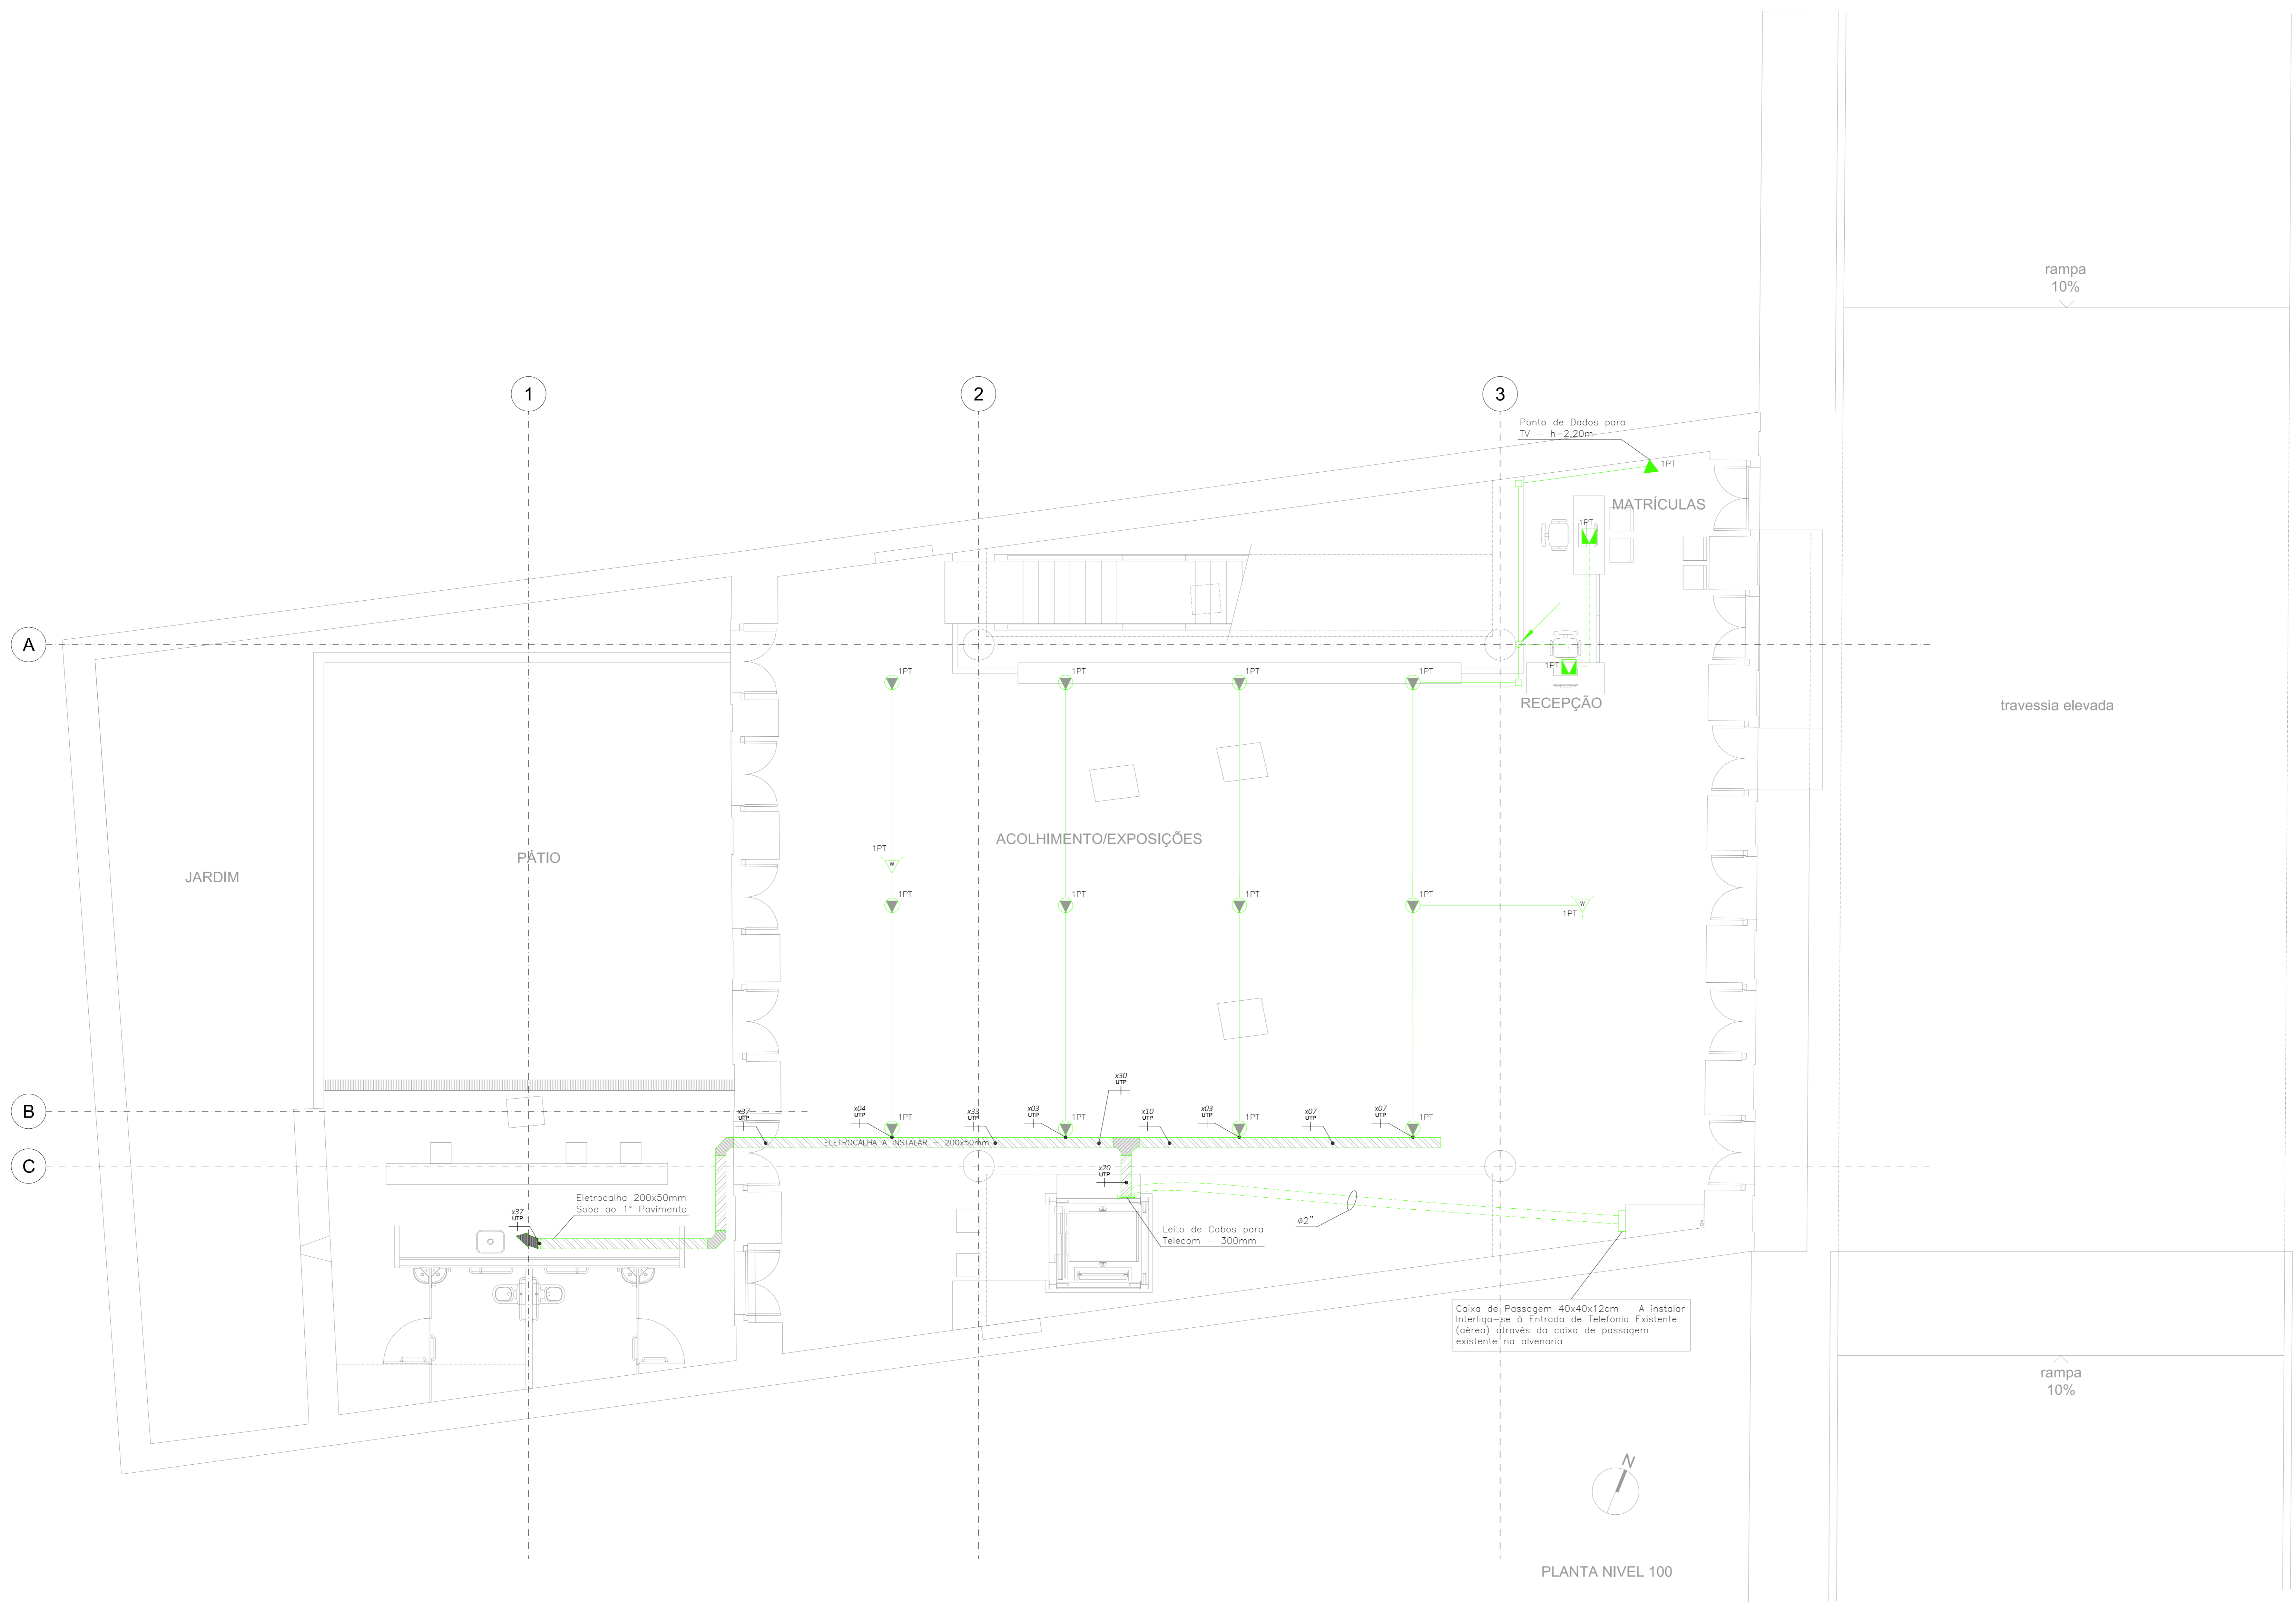 rampa
10%
1
2
3
Ponto de Dados para
TV - h=2,20m
1PT
MATRÍCULAS
1PT
A
1PT
1PT
1PT
1PT
1PT
RECEPÇÃO
travessia elevada
ACOLHIMENTO/EXPOSIÇÕES
1PT
W
PÁTIO
JARDIM
1PT
1PT
1PT
1PT
W
1PT
B
x37
UTP
x04
UTP
1PT
x33
UTP
x03
UTP
1PT
x30
UTP
x10
UTP
x03
UTP
1PT
x07
UTP
x07
UTP
1PT
ELETROCALHA A INSTALAR - 200x50mm
C
x20
UTP
Eletrocalha 200x50mm
Sobe ao 1° Pavimento
x37
UTP
Leito de Cabos para
Telecom - 300mm
ø2"
Caixa de Passagem 40x40x12cm - A instalar
Interliga-se à Entrada de Telefonia Existente
(aérea) através da caixa de passagem
existente na alvenaria
rampa
10%
N
PLANTA NIVEL 100